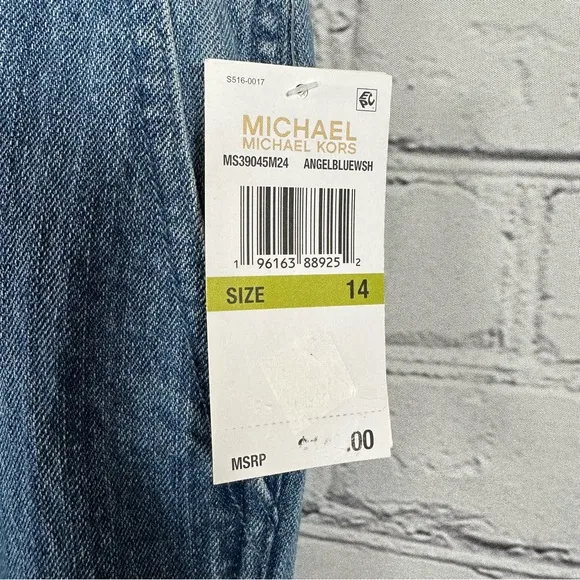 S516-0017
MICHAEL
MICHAEL KORS
MS39045M24 ANGELBLUEWSH
1 96163 88925 2
SIZE 14
MSRP